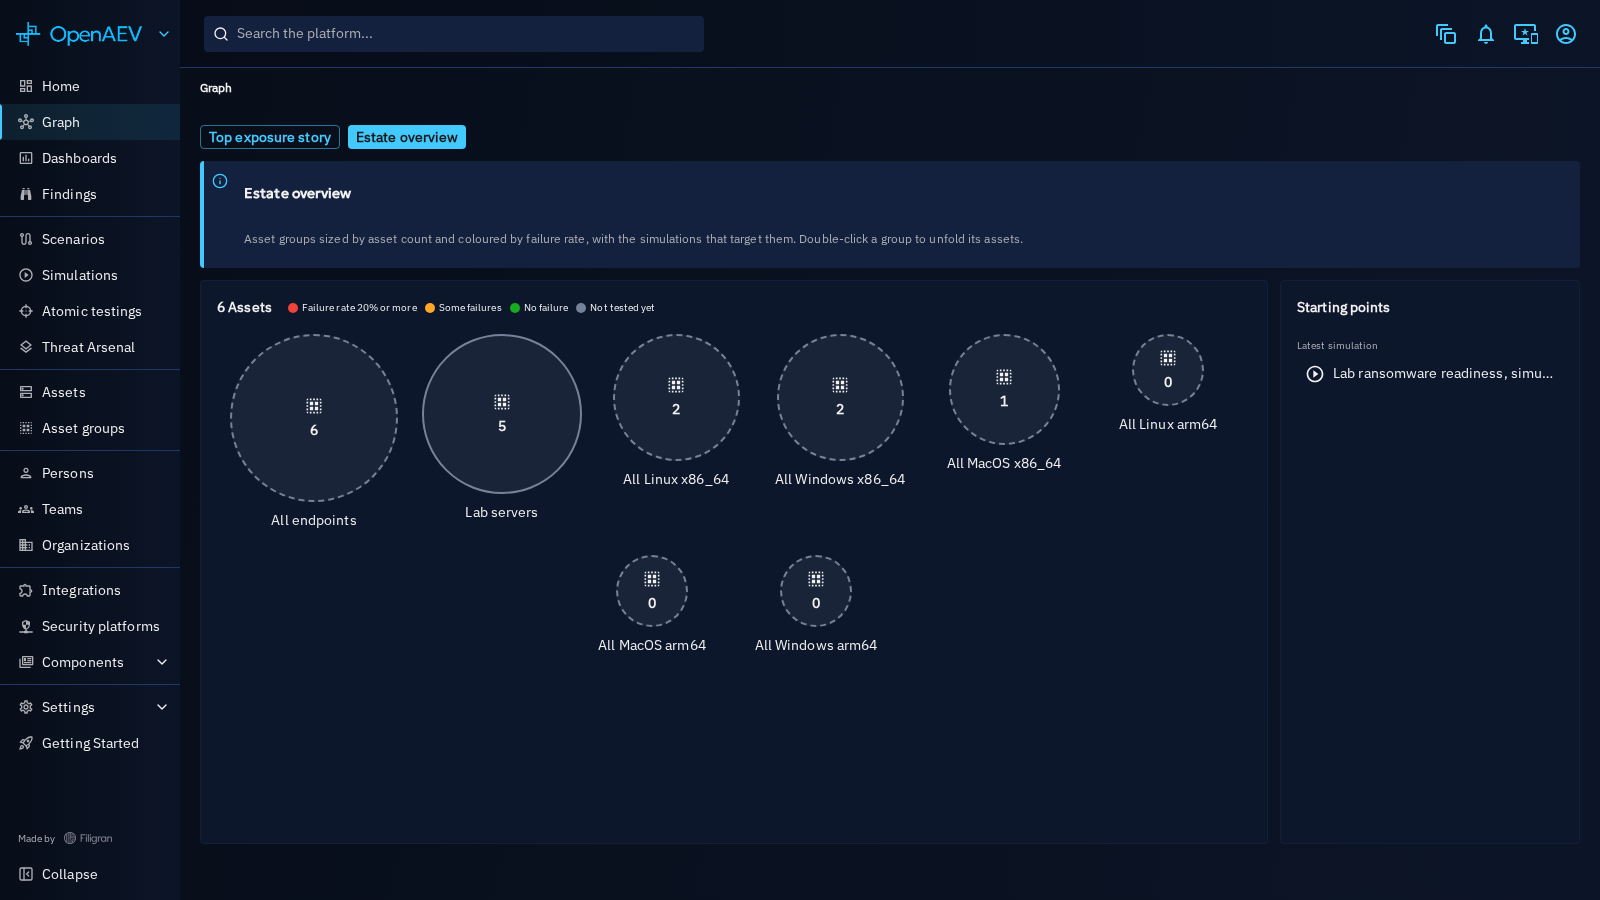 OpenAEV
Search the platform...
Home
Graph
Dashboards
Findings
Scenarios
Simulations
Atomic testings
Threat Arsenal
Assets
Asset groups
Persons
Teams
Organizations
Integrations
Security platforms
Components
Settings
Getting Started
Made by Filigran
Collapse
Graph
Top exposure story
Estate overview
Estate overview
Asset groups sized by asset count and coloured by failure rate, with the simulations that target them. Double-click a group to unfold its assets.
6 Assets
Failure rate 20% or more
Some failures
No failure
Not tested yet
6
All endpoints
5
Lab servers
2
All Linux x86_64
2
All Windows x86_64
1
All MacOS x86_64
0
All Linux arm64
0
All MacOS arm64
0
All Windows arm64
Starting points
Latest simulation
Lab ransomware readiness, simu...